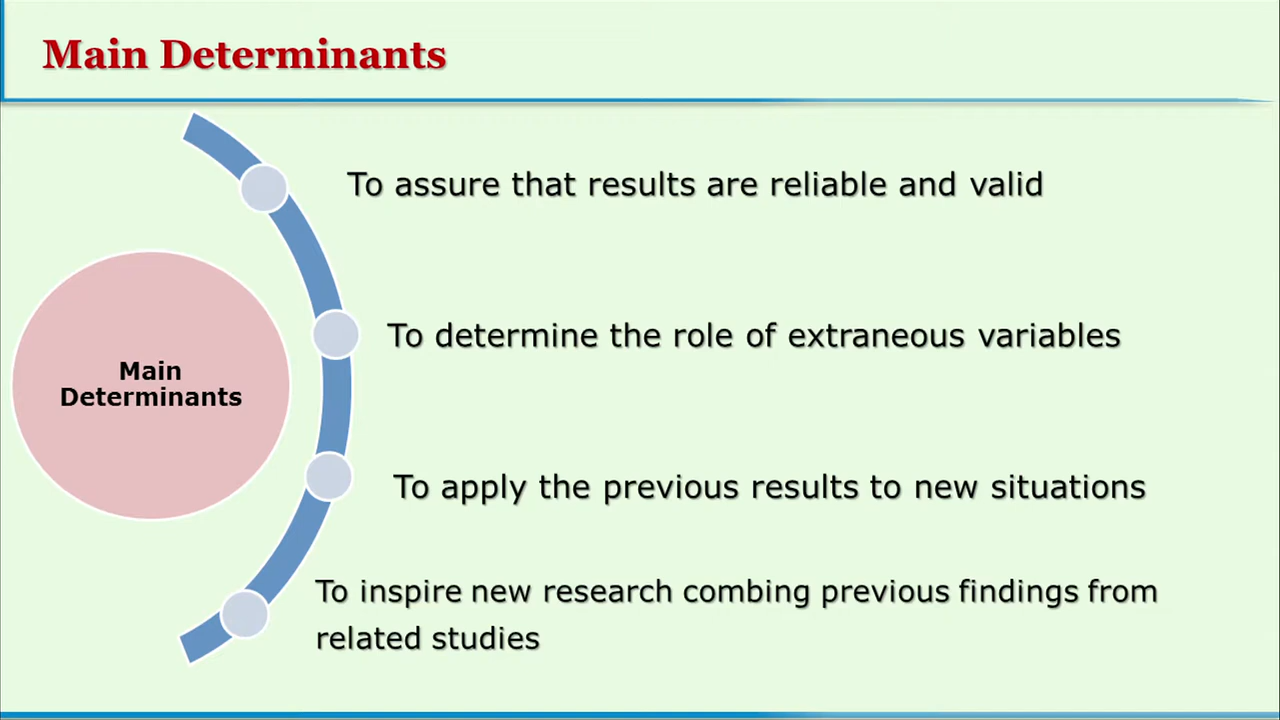 Main Determinants
To assure that results are reliable and valid
To determine the role of extraneous variables
Main
Determinants
To apply the previous results to new situations
To inspire new research combing previous findings from
related studies